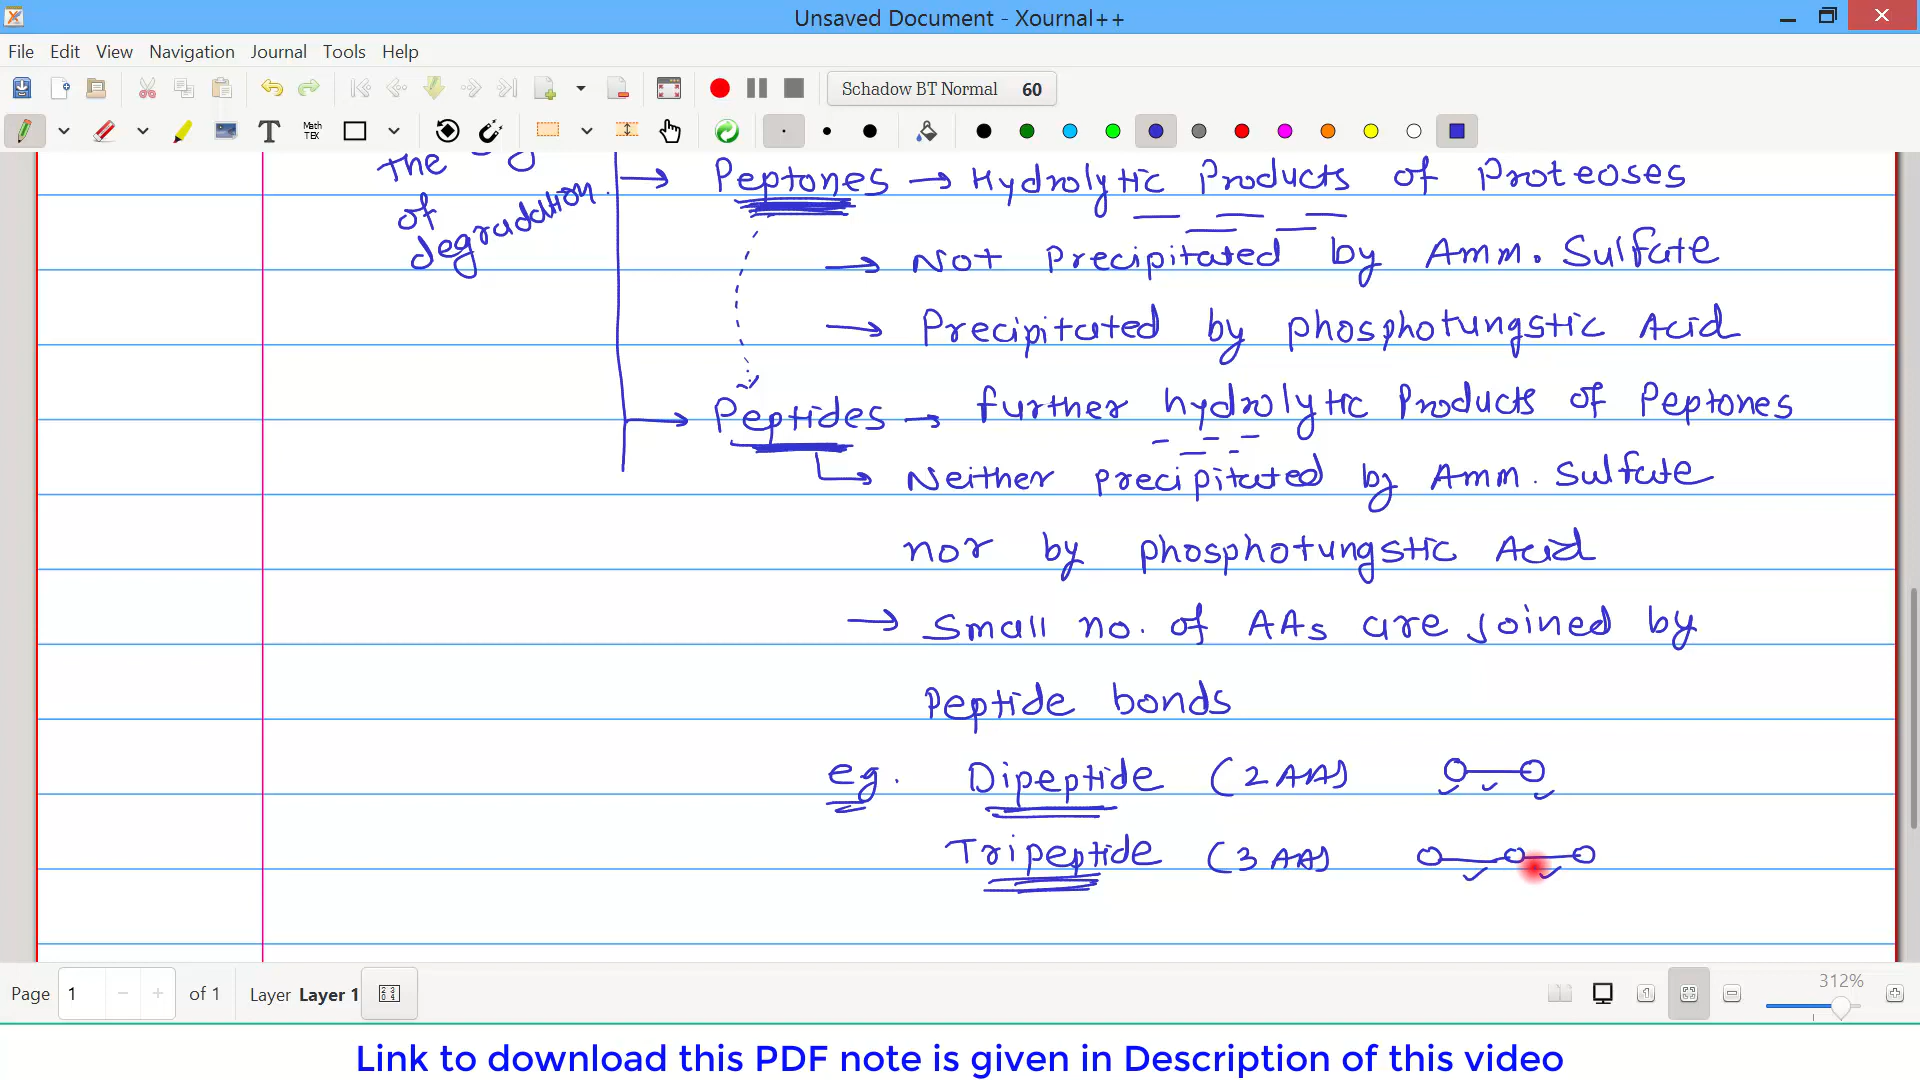 Unsaved Document - Xournal++
File Edit View Navigation Journal Tools Help
Schadow BT Normal 60
Math TEX
The
of
degradation.
→ Peptones → Hydrolytic Products of Proteoses
→ Not Precipitated by Amm. Sulfate
→ Precipitated by phosphotungstic Acid
→ Peptides → further hydrolytic Products of Peptones
→ Neither precipitated by Amm. Sulfate
nor by phosphotungstic Acid
→ Small no. of AAs are joined by
Peptide bonds
eg. Dipeptide (2 AAS)
Tripeptide (3 AAS)
Page 1 of 1 Layer Layer 1 312%
Link to download this PDF note is given in Description of this video